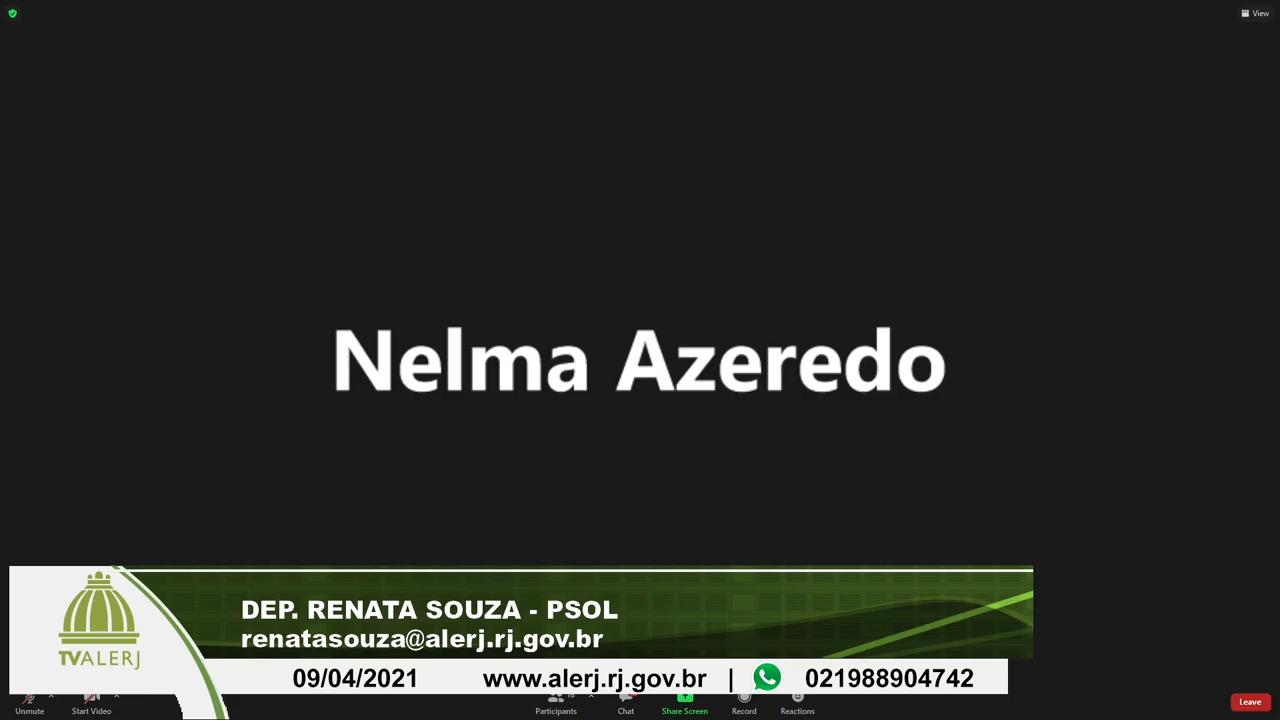 View
Nelma Azeredo
DEP. RENATA SOUZA - PSOL
renatasouza@alerj.rj.gov.br
TVALERJ
09/04/2021 www.alerj.rj.gov.br | 021988904742
Unmute Start Video Participants Chat Share Screen Record Reactions Leave